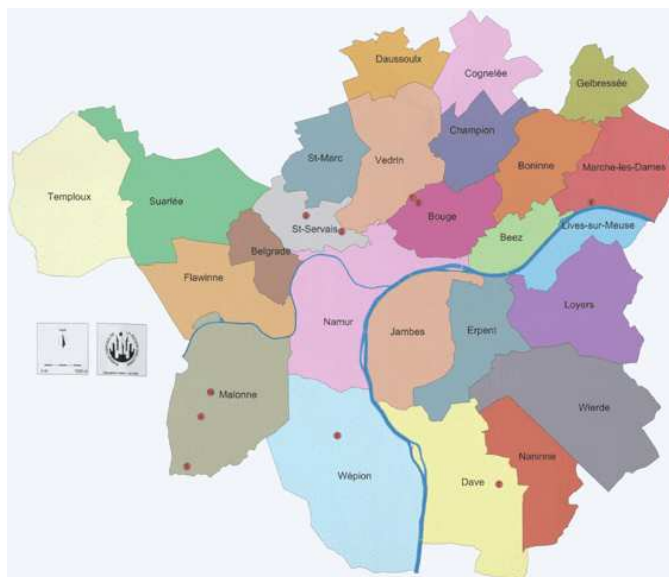 Daussoulx
Cognelée
Gelbressée
St-Marc
Vedrin
Champion
Boninne
Marche-les-Dames
Temploux
Suarlée
St-Servais
Bouge
Lives-sur-Meuse
Belgrade
Beez
Flawinne
Loyers
Namur
Jambes
Erpent
Malonne
Wierde
Naninne
Wépion
Dave